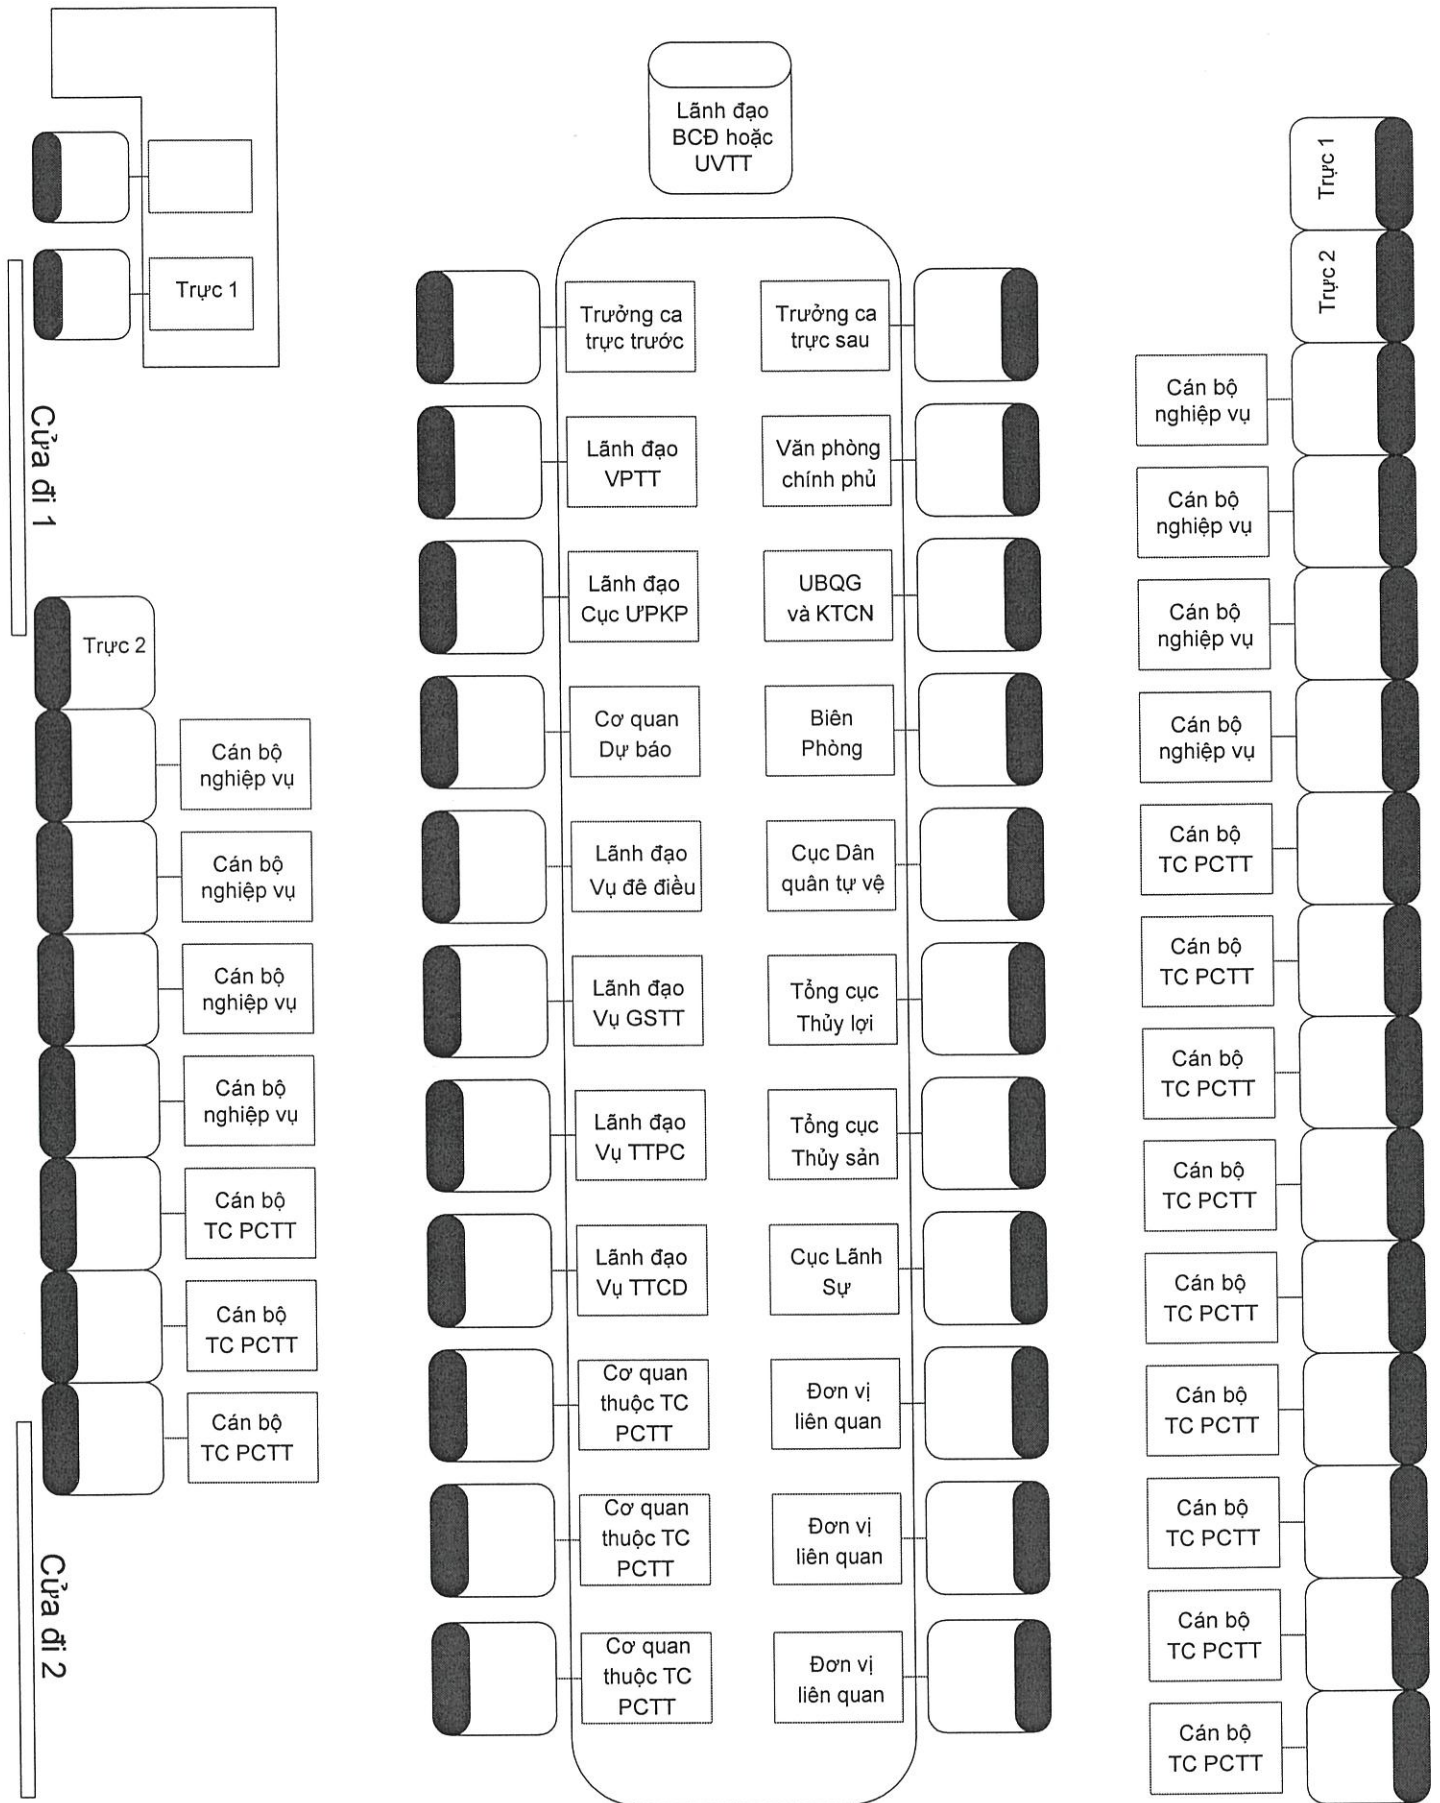 Lãnh đạo
BCĐ hoặc
UVTT
Trực 1
Cửa đi 1
Trực 2
Cán bộ
nghiệp vụ
Cán bộ
nghiệp vụ
Cán bộ
nghiệp vụ
Cán bộ
nghiệp vụ
Cán bộ
TC PCTT
Cán bộ
TC PCTT
Cán bộ
TC PCTT
Cửa đi 2
Trưởng ca
trực trước
Lãnh đạo
VPTT
Lãnh đạo
Cục ƯPKP
Cơ quan
Dự báo
Lãnh đạo
Vụ đê điều
Lãnh đạo
Vụ GSTT
Lãnh đạo
Vụ TTPC
Lãnh đạo
Vụ TTCD
Cơ quan
thuộc TC
PCTT
Cơ quan
thuộc TC
PCTT
Cơ quan
thuộc TC
PCTT
Trưởng ca
trực sau
Văn phòng
chính phủ
UBQG
và KTCN
Biên
Phòng
Cục Dân
quân tự vệ
Tổng cục
Thủy lợi
Tổng cục
Thủy sản
Cục Lãnh
Sự
Đơn vị
liên quan
Đơn vị
liên quan
Đơn vị
liên quan
Trực 1
Trực 2
Cán bộ
nghiệp vụ
Cán bộ
nghiệp vụ
Cán bộ
nghiệp vụ
Cán bộ
nghiệp vụ
Cán bộ
TC PCTT
Cán bộ
TC PCTT
Cán bộ
TC PCTT
Cán bộ
TC PCTT
Cán bộ
TC PCTT
Cán bộ
TC PCTT
Cán bộ
TC PCTT
Cán bộ
TC PCTT
Cán bộ
TC PCTT